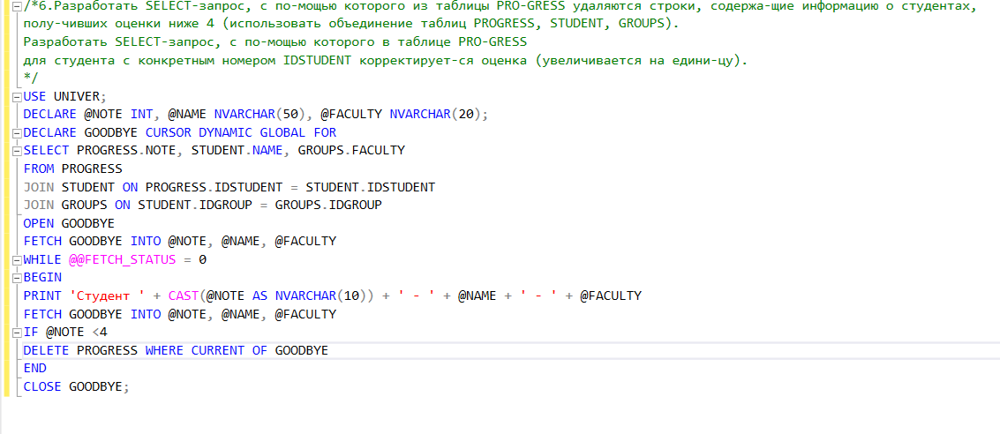 /*6.Разработать SELECT-запрос, с по-мощью которого из таблицы PRO-GRESS удаляются строки, содержа-щие информацию о студентах,
полу-чивших оценки ниже 4 (использовать объединение таблиц PROGRESS, STUDENT, GROUPS).
Разработать SELECT-запрос, с по-мощью которого в таблице PRO-GRESS
для студента с конкретным номером IDSTUDENT корректирует-ся оценка (увеличивается на едини-цу).
*/
USE UNIVER;
DECLARE @NOTE INT, @NAME NVARCHAR(50), @FACULTY NVARCHAR(20);
DECLARE GOODBYE CURSOR DYNAMIC GLOBAL FOR
SELECT PROGRESS.NOTE, STUDENT.NAME, GROUPS.FACULTY
FROM PROGRESS
JOIN STUDENT ON PROGRESS.IDSTUDENT = STUDENT.IDSTUDENT
JOIN GROUPS ON STUDENT.IDGROUP = GROUPS.IDGROUP
OPEN GOODBYE
FETCH GOODBYE INTO @NOTE, @NAME, @FACULTY
WHILE @@FETCH_STATUS = 0
BEGIN
PRINT 'Студент ' + CAST(@NOTE AS NVARCHAR(10)) + ' - ' + @NAME + ' - ' + @FACULTY
FETCH GOODBYE INTO @NOTE, @NAME, @FACULTY
IF @NOTE <4
DELETE PROGRESS WHERE CURRENT OF GOODBYE
END
CLOSE GOODBYE;